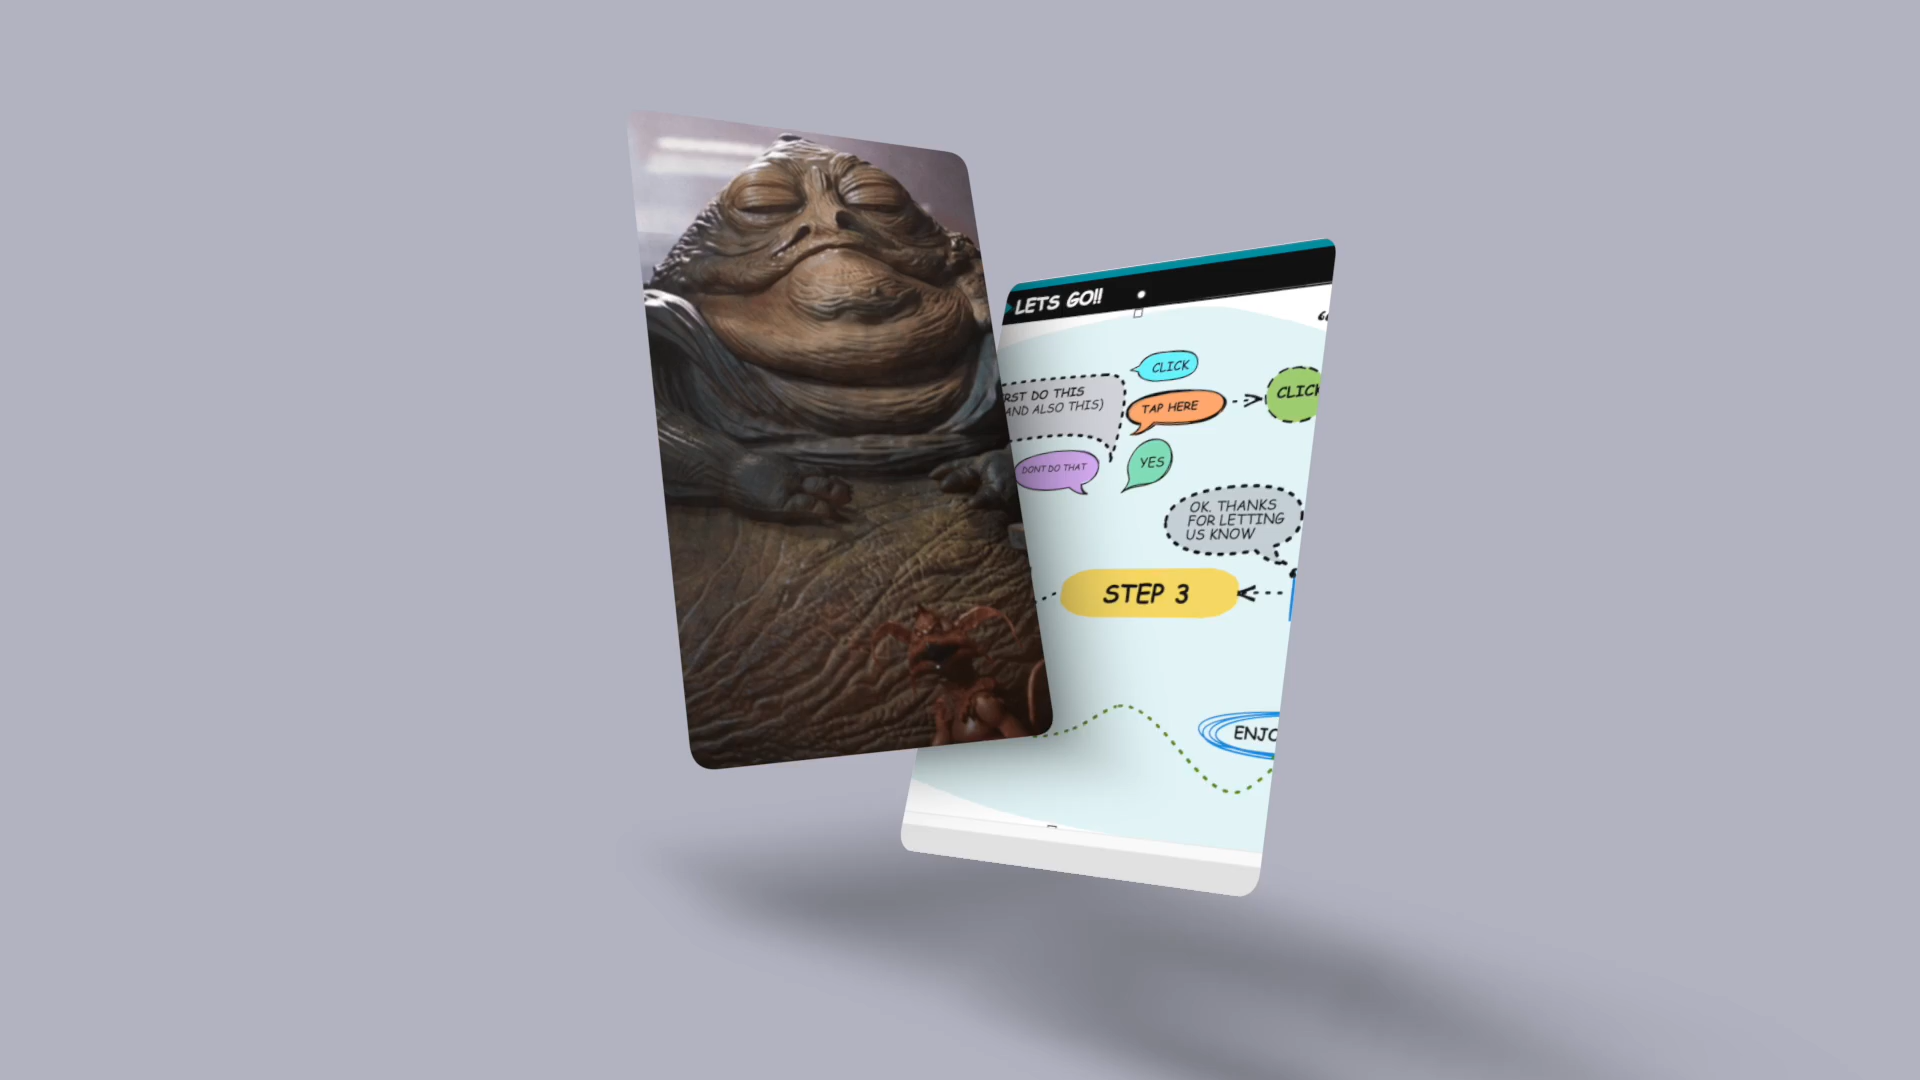 LETS GO!!
CLICK
RST DO THIS
AND ALSO THIS)
TAP HERE
CLICK
DONT DO THAT
YES
OK. THANKS
FOR LETTING
US KNOW
STEP 3
ENJO